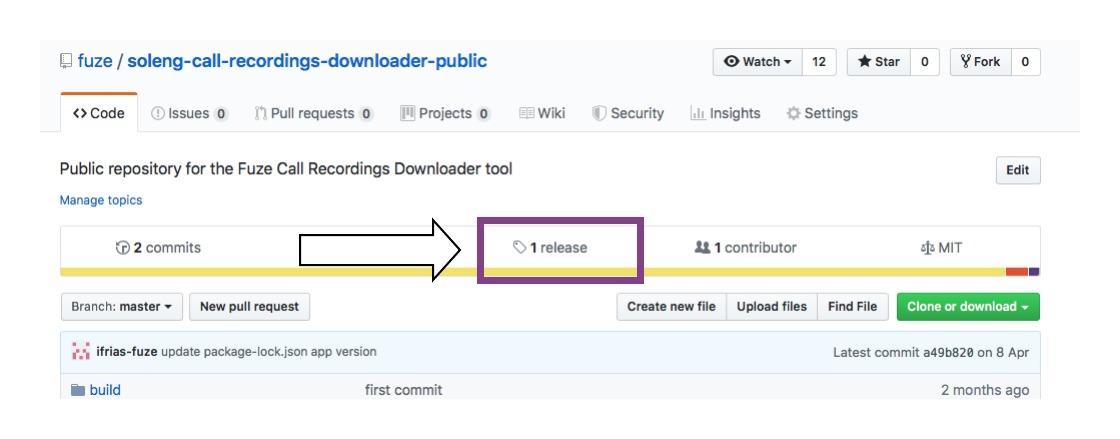 fuze / soleng-call-recordings-downloader-public Watch 12 Star 0 Fork 0
Code Issues 0 Pull requests 0 Projects 0 Wiki Security Insights Settings
Public repository for the Fuze Call Recordings Downloader tool Edit
Manage topics
2 commits 1 release 1 contributor MIT
Branch: master New pull request Create new file Upload files Find File Clone or download
ifrias-fuze update package-lock.json app version Latest commit a49b820 on 8 Apr
build first commit 2 months ago